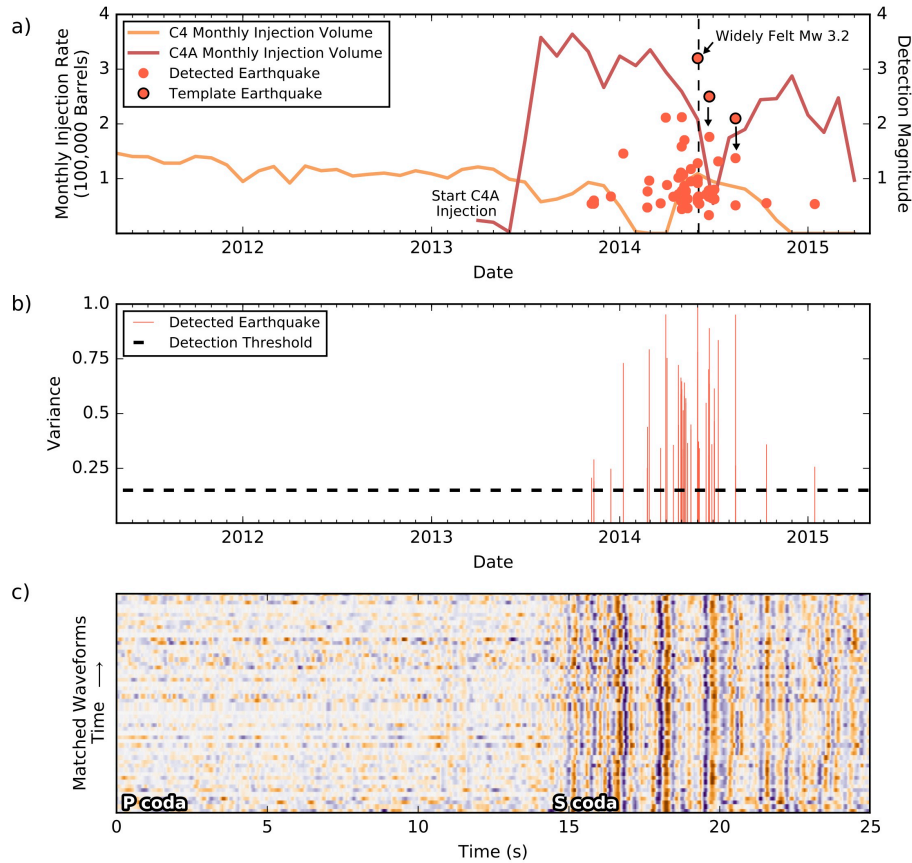 a)
C4 Monthly Injection Volume
C4A Monthly Injection Volume
Detected Earthquake
Template Earthquake
Widely Felt Mw 3.2
Start C4A
Injection
Monthly Injection Rate
(100,000 Barrels)
4
3
2
1
4
3
2
1
Detection Magnitude
2012
2013
2014
2015
Date
b)
Detected Earthquake
Detection Threshold
Variance
1.0
0.75
0.5
0.25
2012
2013
2014
2015
Date
c)
Matched Waveforms
Time
P coda
S coda
0
5
10
15
20
25
Time (s)